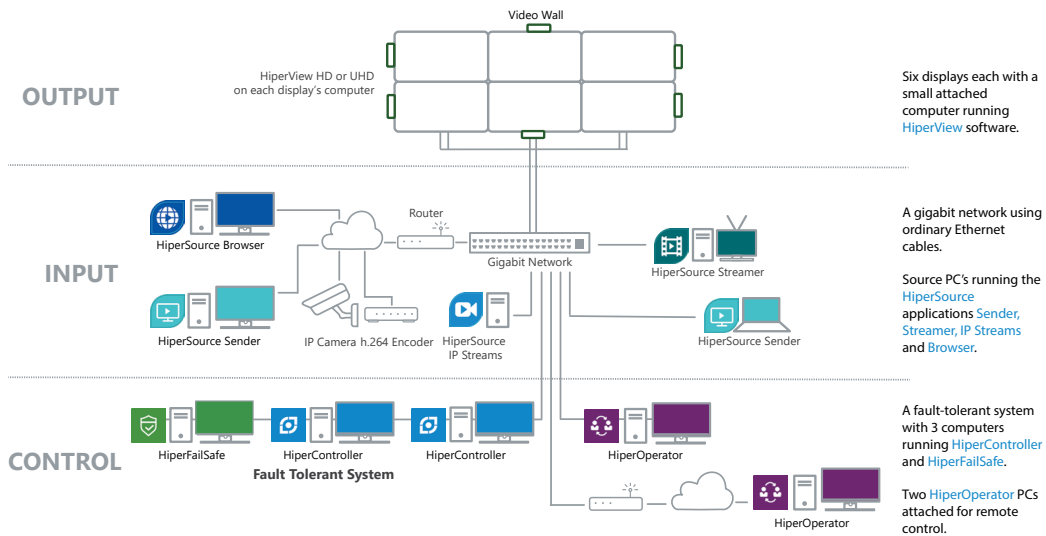 Video Wall
HiperView HD or UHD
on each display's computer
OUTPUT
Six displays each with a
small attached
computer running
HiperView software.
HiperSource Browser
Router
Gigabit Network
HiperSource Streamer
INPUT
HiperSource Sender
IP Camera
h.264 Encoder
HiperSource
IP Streams
HiperSource Sender
A gigabit network using
ordinary Ethernet
cables.
Source PC's running the
HiperSource
applications Sender,
Streamer, IP Streams
and Browser.
CONTROL
HiperFailSafe
HiperController
HiperController
HiperOperator
Fault Tolerant System
HiperOperator
A fault-tolerant system
with 3 computers
running HiperController
and HiperFailSafe.
Two HiperOperator PCs
attached for remote
control.